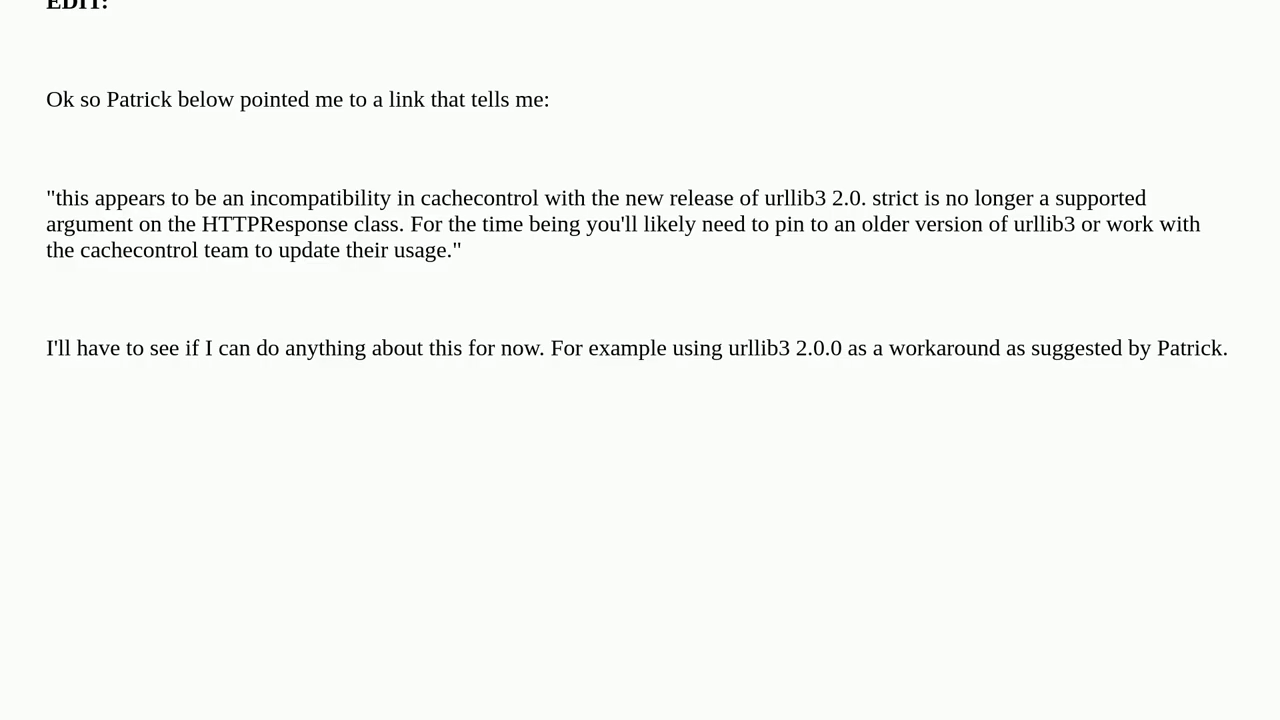 EDIT:
Ok so Patrick below pointed me to a link that tells me:
"this appears to be an incompatibility in cachecontrol with the new release of urllib3 2.0. strict is no longer a supported
argument on the HTTPResponse class. For the time being you'll likely need to pin to an older version of urllib3 or work with
the cachecontrol team to update their usage."
I'll have to see if I can do anything about this for now. For example using urllib3 2.0.0 as a workaround as suggested by Patrick.